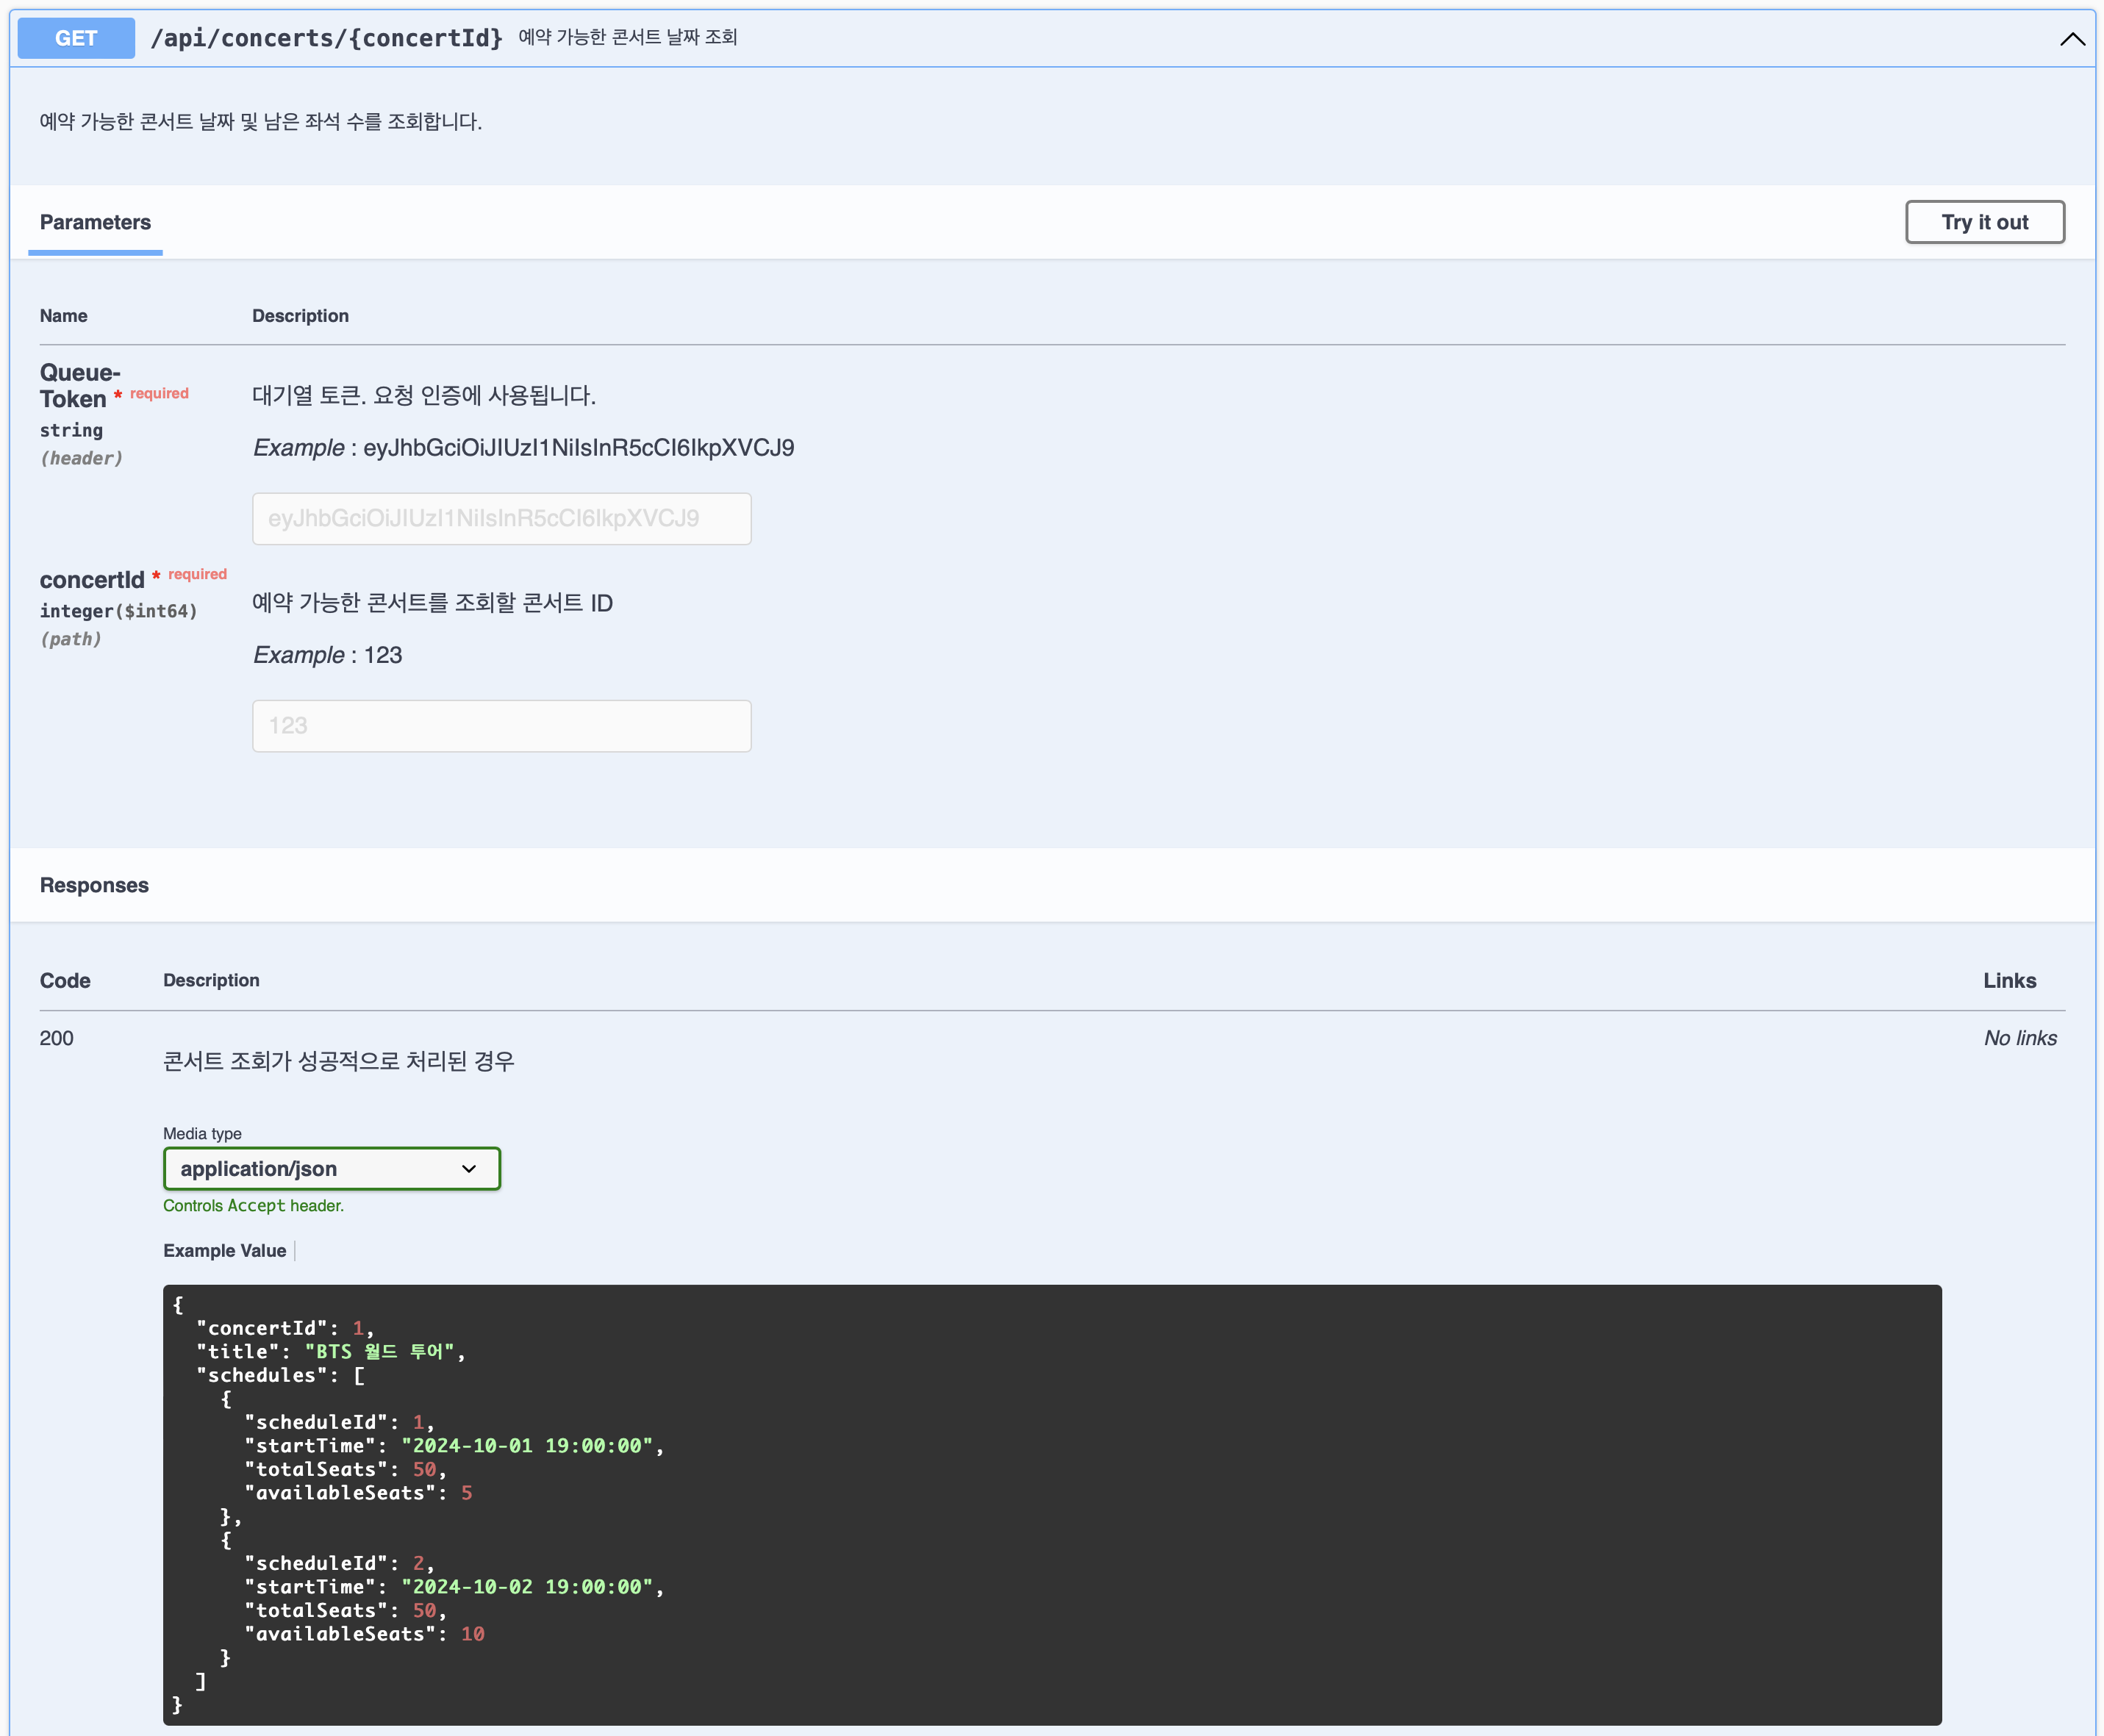 GET /api/concerts/{concertId} 예약 가능한 콘서트 날짜 조회
예약 가능한 콘서트 날짜 및 남은 좌석 수를 조회합니다.
Parameters
Try it out
Name Description
Queue-
Token * required
string
(header)
대기열 토큰. 요청 인증에 사용됩니다.
Example : eyJhbGciOiJIUzI1NiIsInR5cCI6IkpXVCJ9
eyJhbGciOiJIUzI1NiIsInR5cCI6IkpXVCJ9
concertId * required
integer($int64)
(path)
예약 가능한 콘서트를 조회할 콘서트 ID
Example : 123
123
Responses
Code Description Links
200
콘서트 조회가 성공적으로 처리된 경우
No links
Media type
application/json
Controls Accept header.
Example Value
{
  "concertId": 1,
  "title": "BTS 월드 투어",
  "schedules": [
    {
      "scheduleId": 1,
      "startTime": "2024-10-01 19:00:00",
      "totalSeats": 50,
      "availableSeats": 5
    },
    {
      "scheduleId": 2,
      "startTime": "2024-10-02 19:00:00",
      "totalSeats": 50,
      "availableSeats": 10
    }
  ]
}